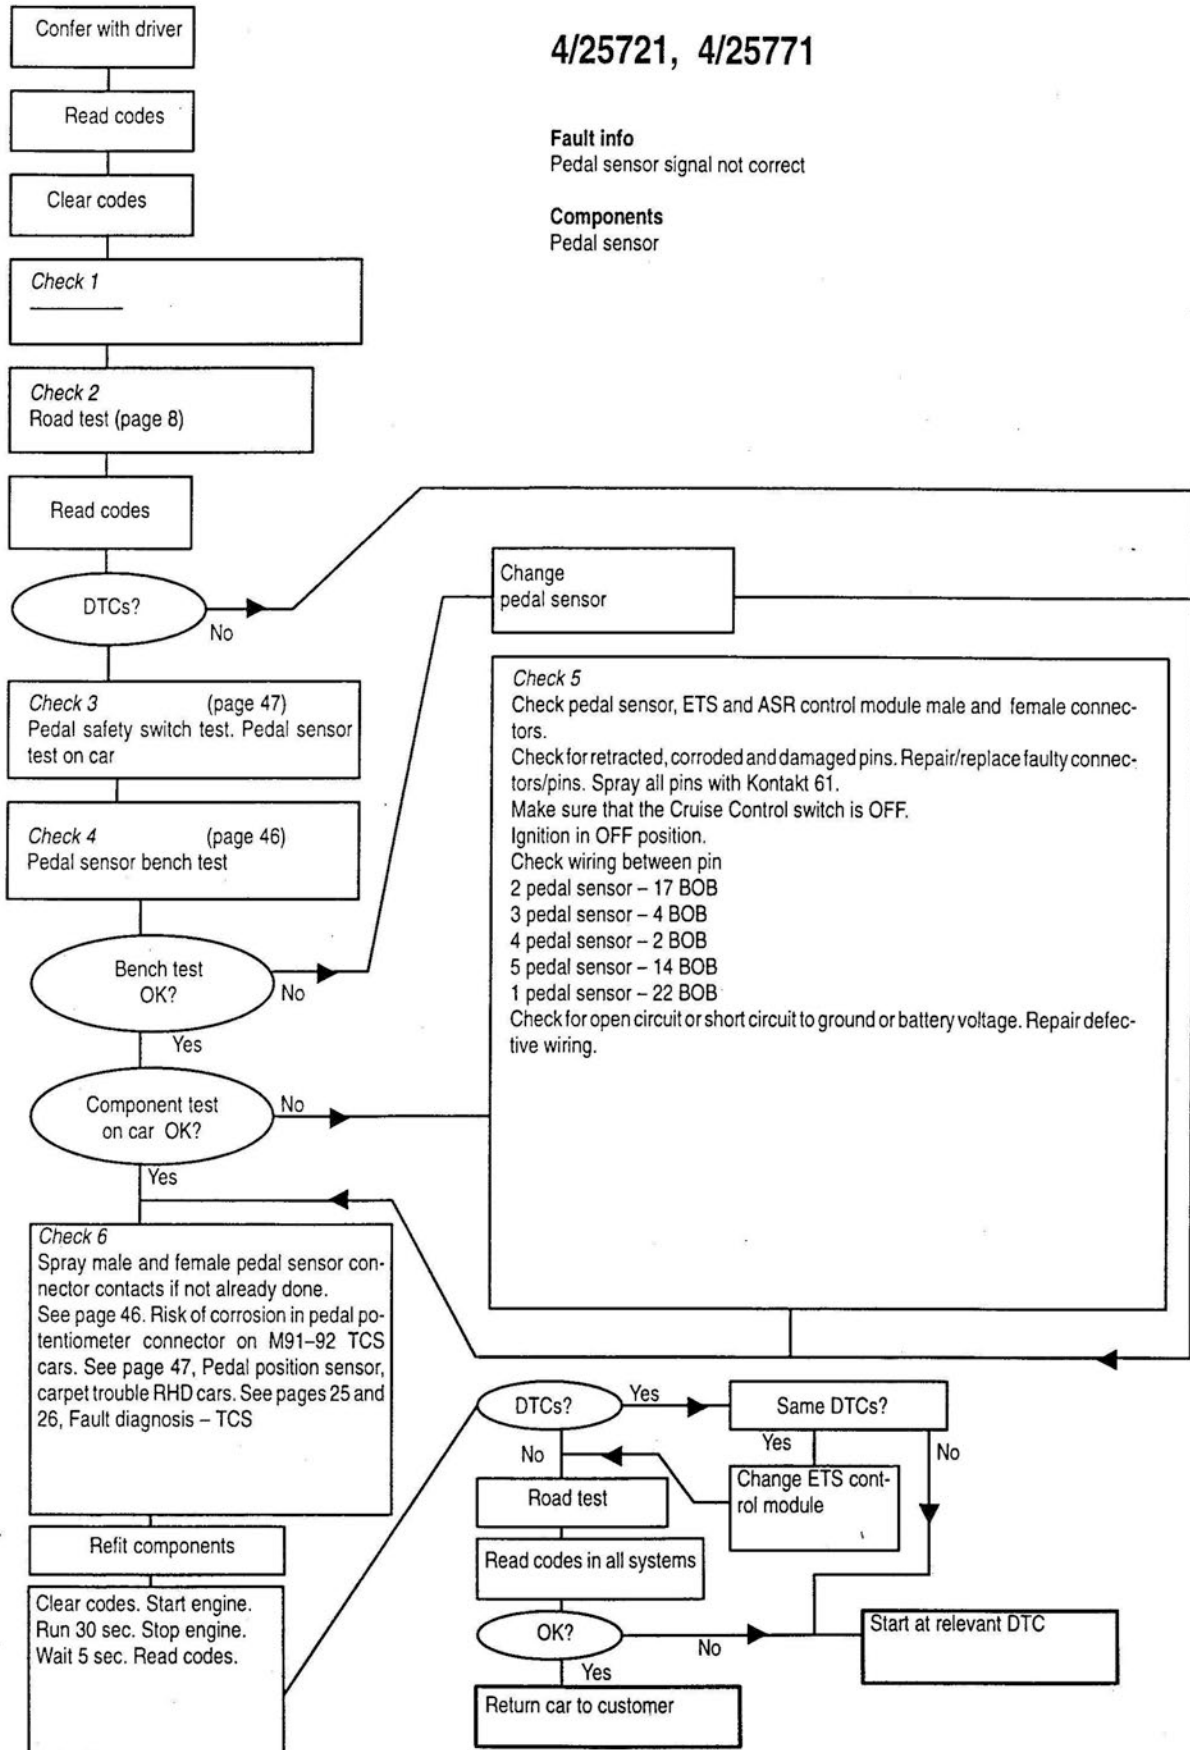 Confer with driver
4/25721, 4/25771
Read codes
Fault info
Pedal sensor signal not correct
Clear codes
Components
Pedal sensor
Check 1
Check 2
Road test (page 8)
Read codes
DTCs?
No
Change
pedal sensor
Check 3 (page 47)
Pedal safety switch test. Pedal sensor
test on car
Check 4 (page 46)
Pedal sensor bench test
Bench test
OK?
No
Yes
Component test
on car OK?
No
Yes
Check 5
Check pedal sensor, ETS and ASR control module male and female connec-
tors.
Check for retracted, corroded and damaged pins. Repair/replace faulty connec-
tors/pins. Spray all pins with Kontakt 61.
Make sure that the Cruise Control switch is OFF.
Ignition in OFF position.
Check wiring between pin
2 pedal sensor – 17 BOB
3 pedal sensor – 4 BOB
4 pedal sensor – 2 BOB
5 pedal sensor – 14 BOB
1 pedal sensor – 22 BOB
Check for open circuit or short circuit to ground or battery voltage. Repair defec-
tive wiring.
Check 6
Spray male and female pedal sensor con-
nector contacts if not already done.
See page 46. Risk of corrosion in pedal po-
tentiometer connector on M91–92 TCS
cars. See page 47, Pedal position sensor,
carpet trouble RHD cars. See pages 25 and
26, Fault diagnosis – TCS
Refit components
Clear codes. Start engine.
Run 30 sec. Stop engine.
Wait 5 sec. Read codes.
DTCs?
Yes
Same DTCs?
No
Yes
No
Change ETS cont-
rol module
Road test
Read codes in all systems
OK?
No
Start at relevant DTC
Yes
Return car to customer